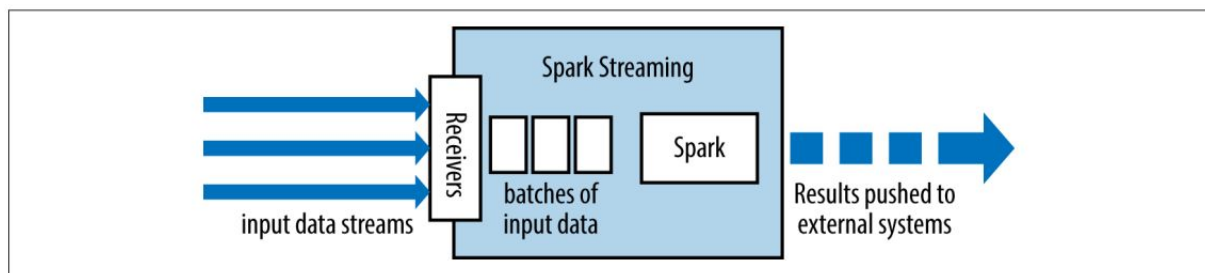 Spark Streaming
Receivers
Spark
input data streams
batches of
input data
Results pushed to
external systems